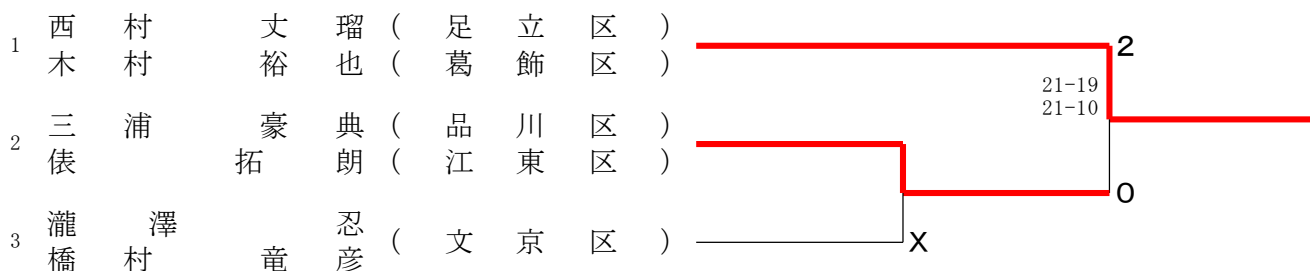 1 西村 丈瑠 (足立区)
木村 裕也 (葛飾区)
2
21-19
21-10
2 三浦 豪典 (品川区)
俵 拓朗 (江東区)
0
3 瀧澤 忍 (文京区)
橋村 竜彦
X